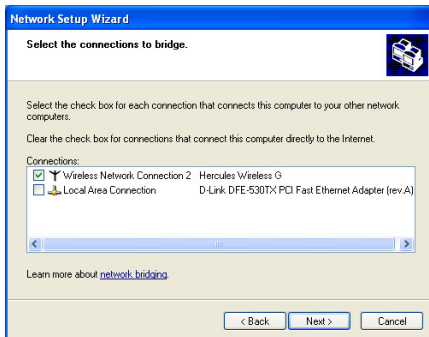 Network Setup Wizard
Select the connections to bridge.
Select the check box for each connection that connects this computer to your other network
computers.
Clear the check box for connections that connect this computer directly to the Internet.
Connections:
Wireless Network Connection 2 Hercules Wireless G
Local Area Connection D-Link DFE-530TX PCI Fast Ethernet Adapter (rev.A)
Learn more about network bridging.
< Back Next > Cancel